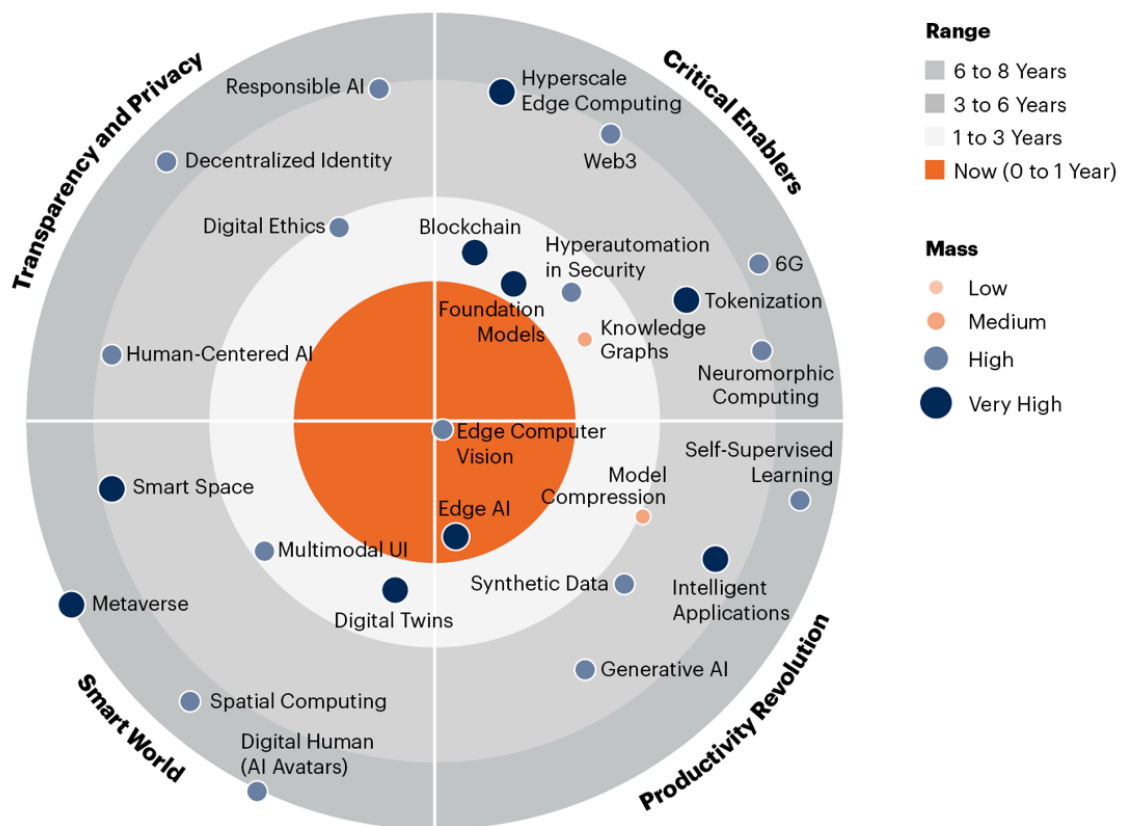 Transparency and Privacy
Responsible AI
Decentralized Identity
Digital Ethics
Human-Centered AI
Critical Enablers
Hyperscale
Edge Computing
Web3
Blockchain
Hyperautomation
in Security
6G
Foundation
Models
Tokenization
Knowledge
Graphs
Neuromorphic
Computing
Smart World
Smart Space
Multimodal UI
Metaverse
Digital Twins
Spatial Computing
Digital Human
(AI Avatars)
Productivity Revolution
Edge Computer
Vision
Self-Supervised
Learning
Model
Compression
Edge AI
Synthetic Data
Intelligent
Applications
Generative AI
Range
6 to 8 Years
3 to 6 Years
1 to 3 Years
Now (0 to 1 Year)
Mass
Low
Medium
High
Very High